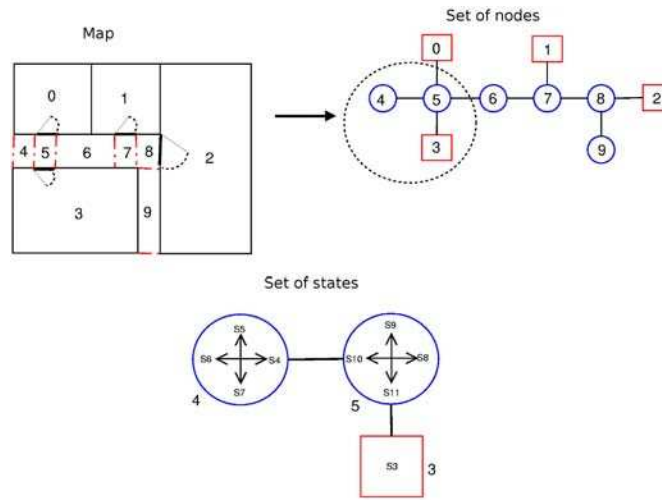 Map
Set of nodes
0
1
2
4 5 6 7 8
3
9
0
1
4 5 6 7 8 2
3
9
Set of states
S5
S6 S4
S7
4
S9
S10 S8
S11
5
S3 3